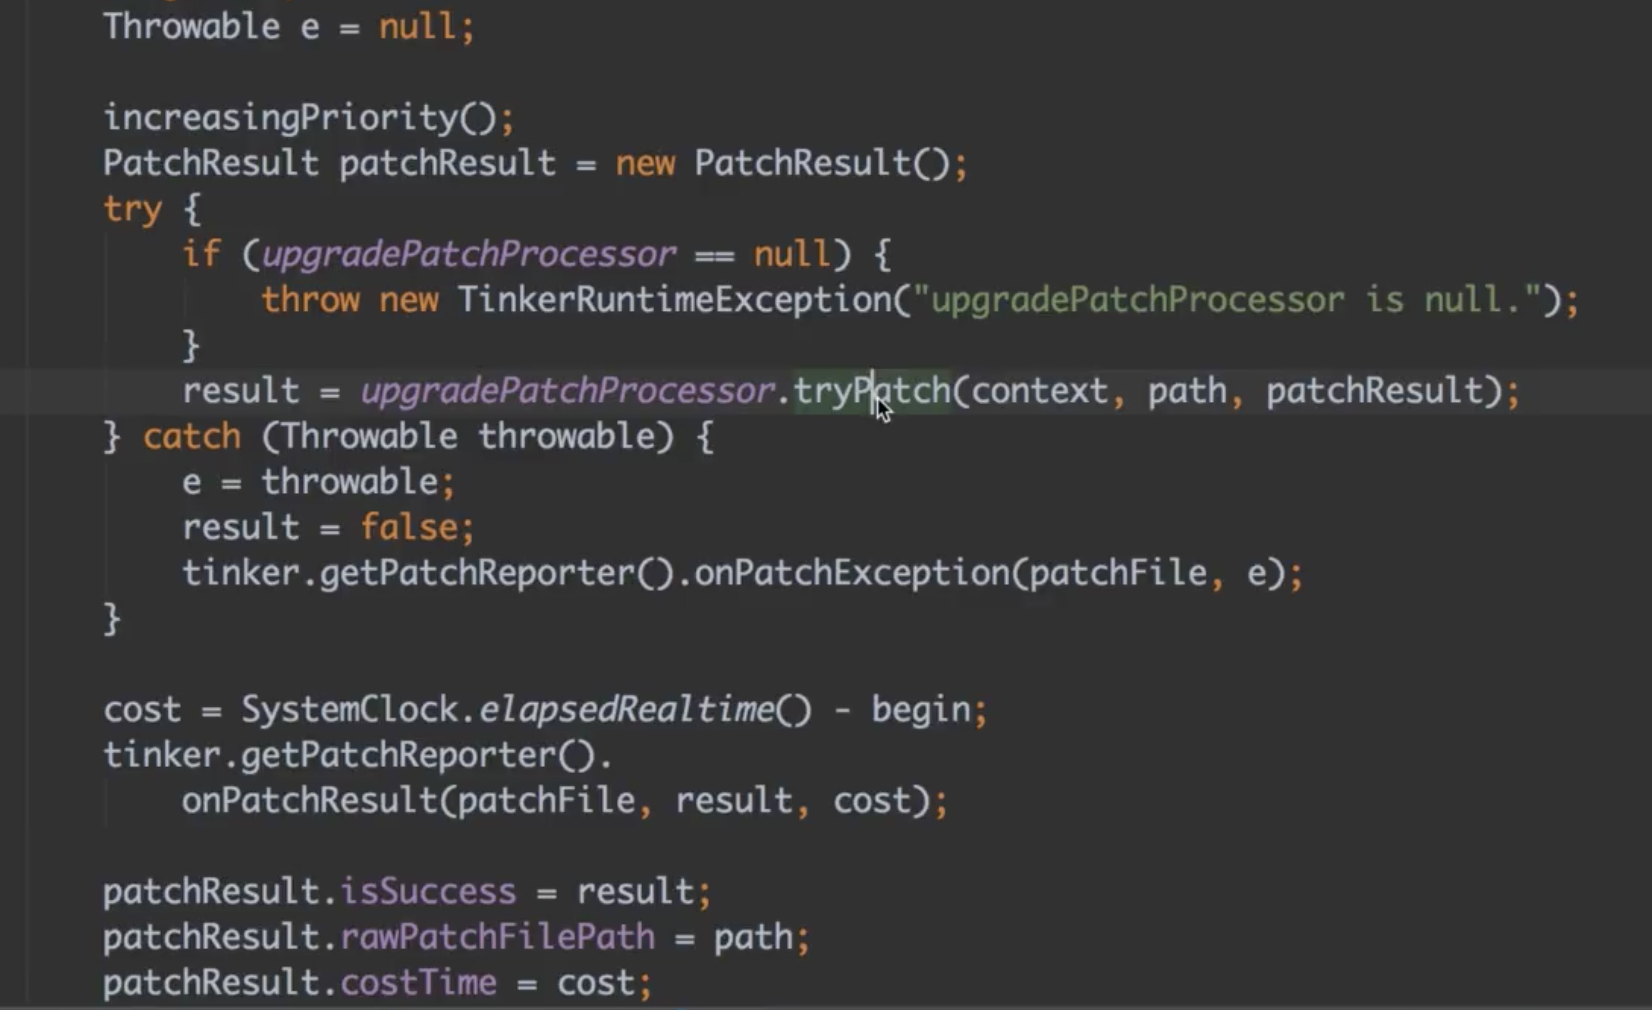 Throwable e = null;
increasingPriority();
PatchResult patchResult = new PatchResult();
try {
if (upgradePatchProcessor == null) {
throw new TinkerRuntimeException("upgradePatchProcessor is null.");
}
result = upgradePatchProcessor.tryPatch(context, path, patchResult);
} catch (Throwable throwable) {
e = throwable;
result = false;
tinker.getPatchReporter().onPatchException(patchFile, e);
}
cost = SystemClock.elapsedRealtime() - begin;
tinker.getPatchReporter().
onPatchResult(patchFile, result, cost);
patchResult.isSuccess = result;
patchResult.rawPatchFilePath = path;
patchResult.costTime = cost;